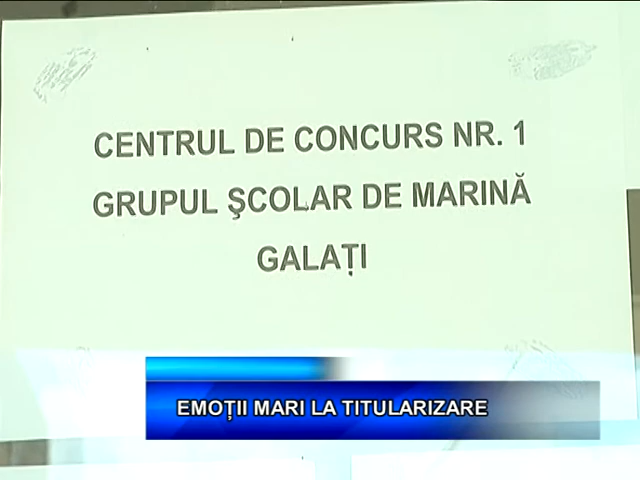 CENTRUL DE CONCURS NR. 1
GRUPUL ŞCOLAR DE MARINĂ
GALAȚI
EMOȚII MARI LA TITULARIZARE